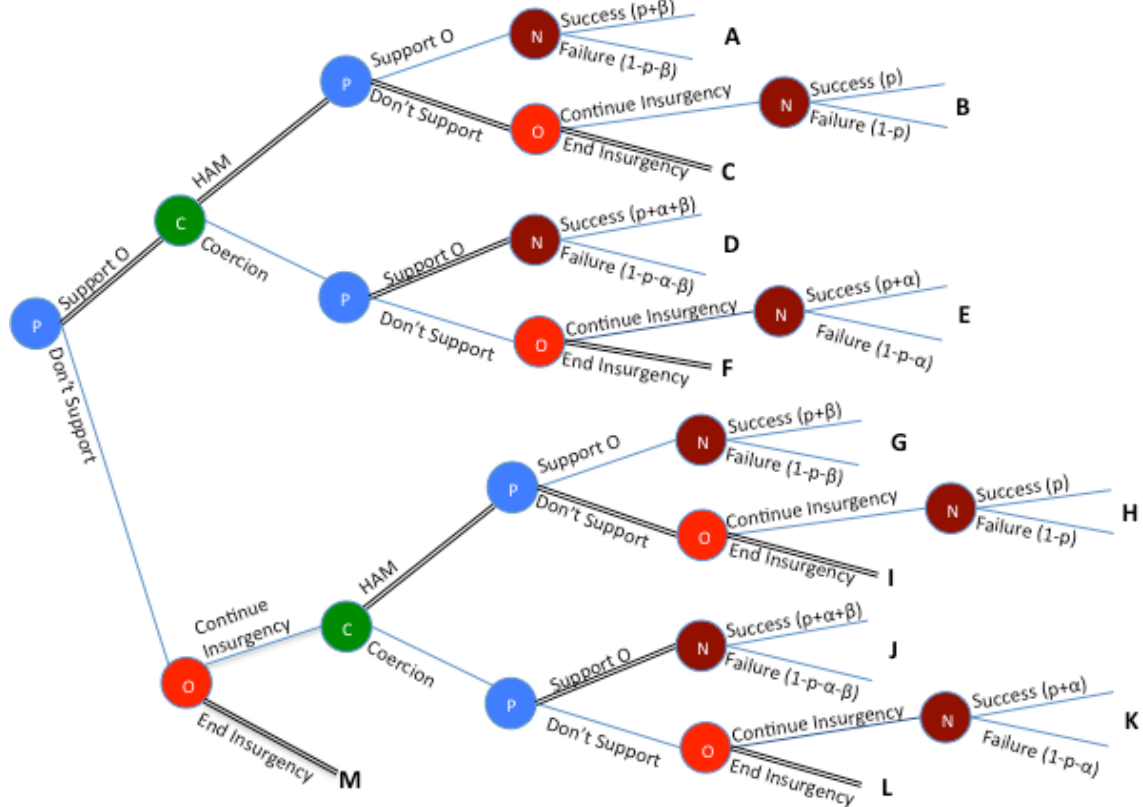 Success (p+β)
N
A
Support O
Failure (1-p-β)
P
Don't Support
Continue Insurgency
Success (p)
N
B
O
Failure (1-p)
End Insurgency
C
HAM
C
Coercion
Success (p+α+β)
Support O
N
D
Failure (1-p-α-β)
P
Don't Support
Continue Insurgency
Success (p+α)
N
E
O
Failure (1-p-α)
End Insurgency
F
Support O
P
Don't Support
Success (p+β)
Support O
N
G
Failure (1-p-β)
P
Don't Support
Continue Insurgency
Success (p)
N
H
O
Failure (1-p)
End Insurgency
I
HAM
Continue
Insurgency
C
Coercion
Success (p+α+β)
Support O
N
J
Failure (1-p-α-β)
P
Don't Support
Continue Insurgency
Success (p+α)
N
K
O
Failure (1-p-α)
End Insurgency
L
O
End Insurgency
M